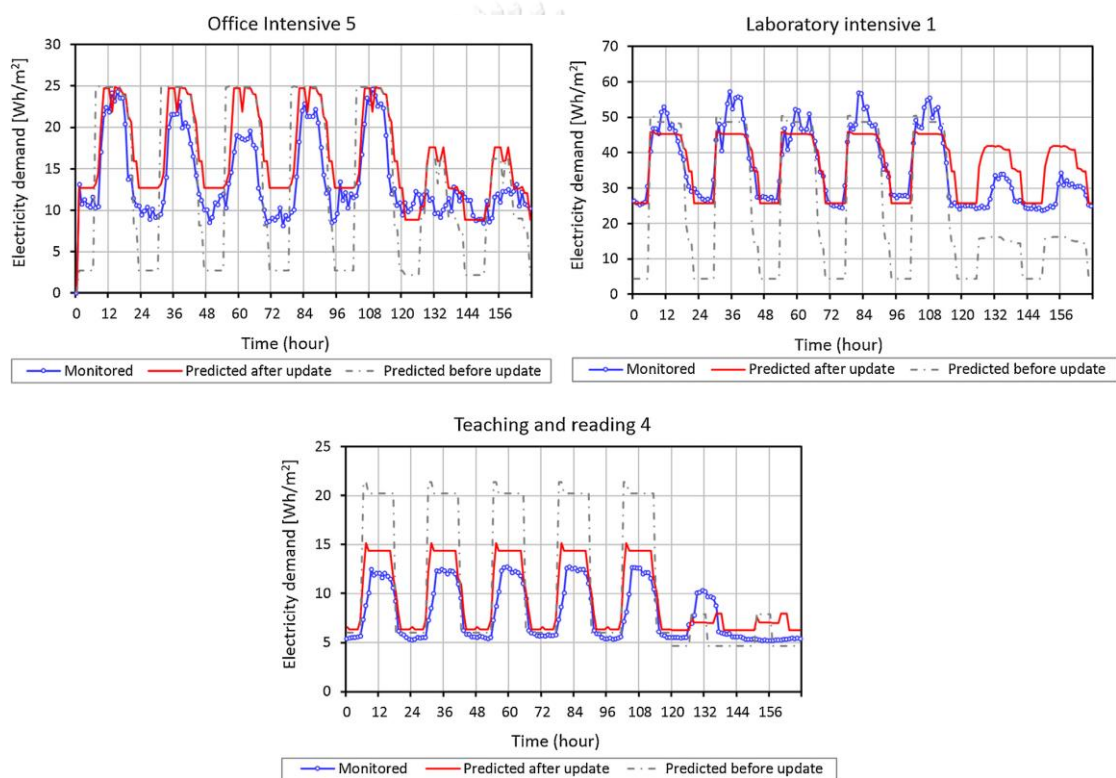 Office Intensive 5
Electricity demand [Wh/m²]
30
25
20
15
10
5
0
0 12 24 36 48 60 72 84 96 108 120 132 144 156
Time (hour)
Monitored Predicted after update Predicted before update
Laboratory intensive 1
Electricity demand [Wh/m²]
70
60
50
40
30
20
10
0
0 12 24 36 48 60 72 84 96 108 120 132 144 156
Time (hour)
Monitored Predicted after update Predicted before update
Teaching and reading 4
Electricity demand [Wh/m²]
25
20
15
10
5
0
0 12 24 36 48 60 72 84 96 108 120 132 144 156
Time (hour)
Monitored Predicted after update Predicted before update